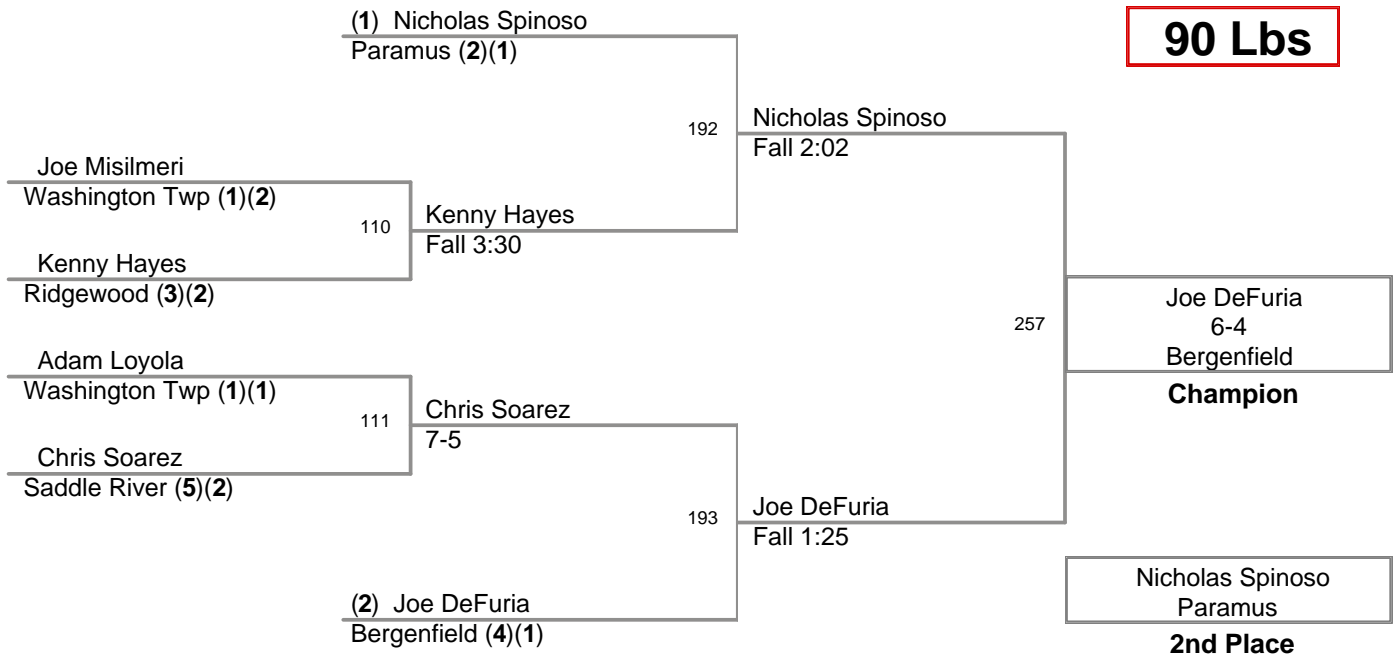 (1) Nicholas Spinoso
Paramus (2)(1)
90 Lbs
192
Nicholas Spinoso
Fall 2:02
Joe Misilmeri
Washington Twp (1)(2)
110
Kenny Hayes
Fall 3:30
Kenny Hayes
Ridgewood (3)(2)
257
Joe DeFuria
6-4
Bergenfield
Champion
Adam Loyola
Washington Twp (1)(1)
111
Chris Soarez
7-5
Chris Soarez
Saddle River (5)(2)
193
Joe DeFuria
Fall 1:25
(2) Joe DeFuria
Bergenfield (4)(1)
Nicholas Spinoso
Paramus
2nd Place